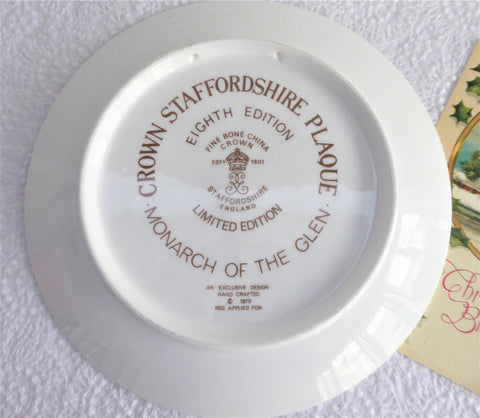 CROWN STAFFORDSHIRE PLAQUE
EIGHTH EDITION
FINE BONE CHINA
CROWN
ESTD 1801
STAFFORDSHIRE
ENGLAND
LIMITED EDITION
· MONARCH OF THE GLEN ·
AN EXCLUSIVE DESIGN
HAND CRAFTED
© 1979
REG APPLIED FOR